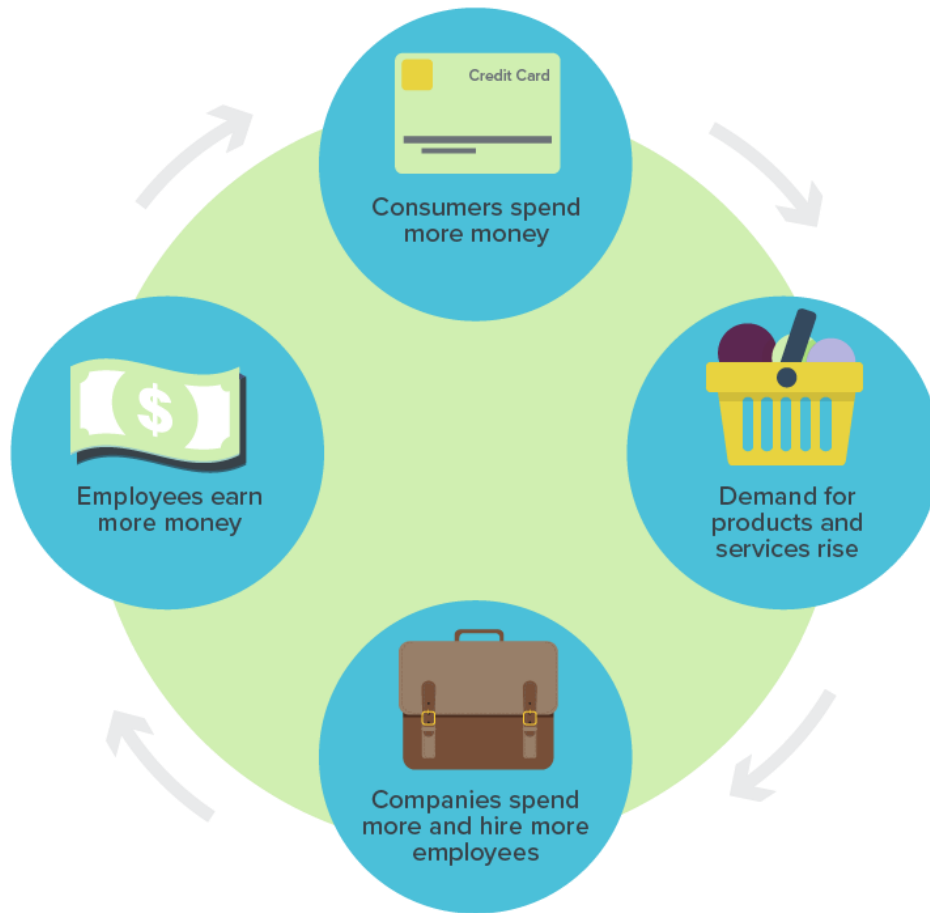 Credit Card
Consumers spend
more money
Demand for
products and
services rise
Companies spend
more and hire more
employees
Employees earn
more money
$